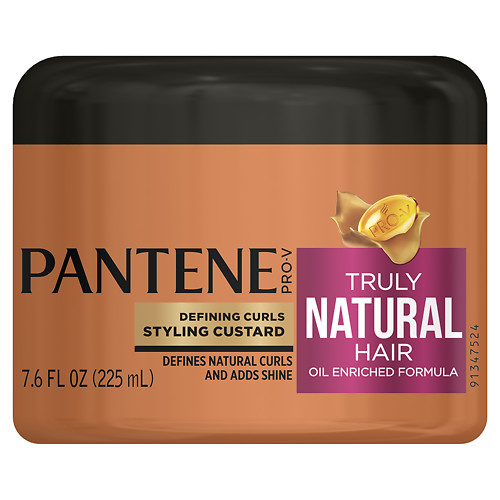 PANTENE
PRO-V
DEFINING CURLS
STYLING CUSTARD
DEFINES NATURAL CURLS
AND ADDS SHINE
7.6 FL OZ (225 mL)
PRO-V
TRULY
NATURAL
HAIR
OIL ENRICHED FORMULA
91347524